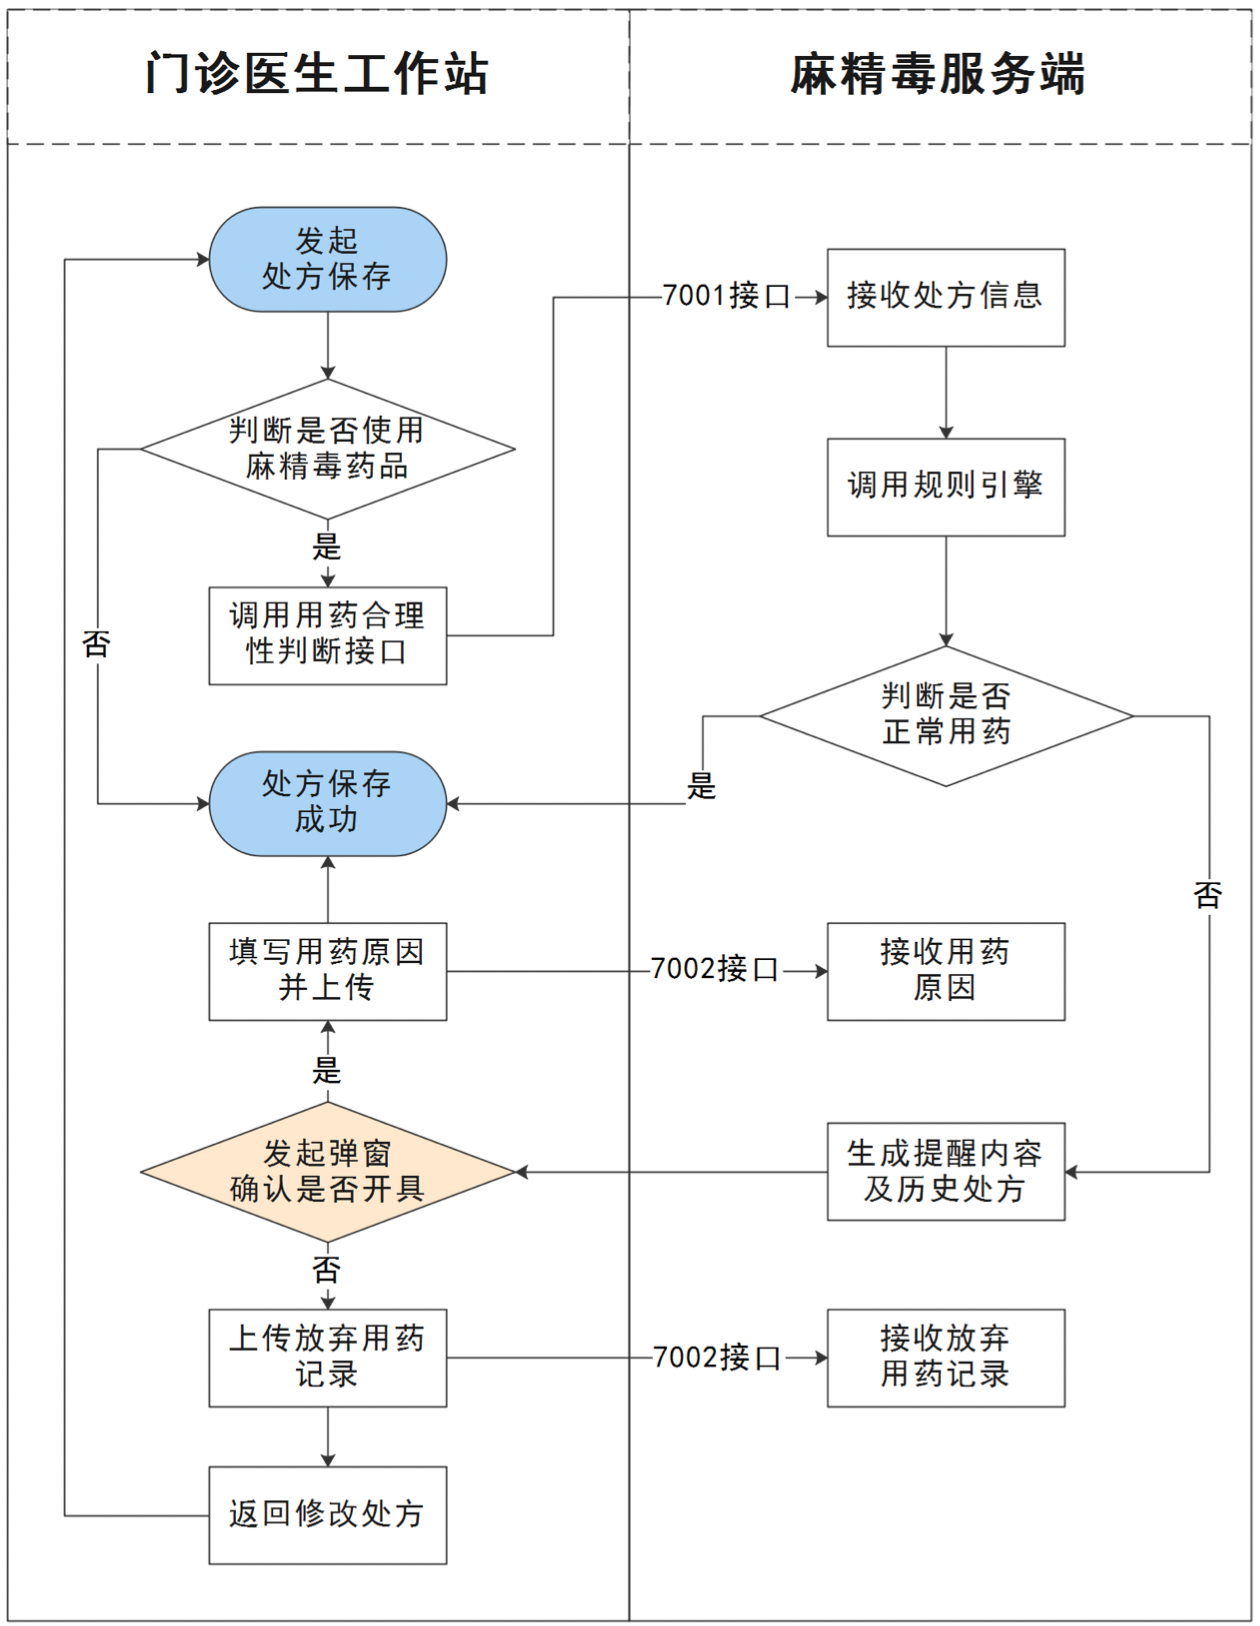 门诊医生工作站
麻精毒服务端
发起
处方保存
7001接口
接收处方信息
判断是否使用
麻精毒药品
调用规则引擎
是
调用用药合理
性判断接口
否
判断是否
正常用药
处方保存
成功
是
否
填写用药原因
并上传
7002接口
接收用药
原因
是
发起弹窗
确认是否开具
生成提醒内容
及历史处方
否
上传放弃用药
记录
7002接口
接收放弃
用药记录
返回修改处方